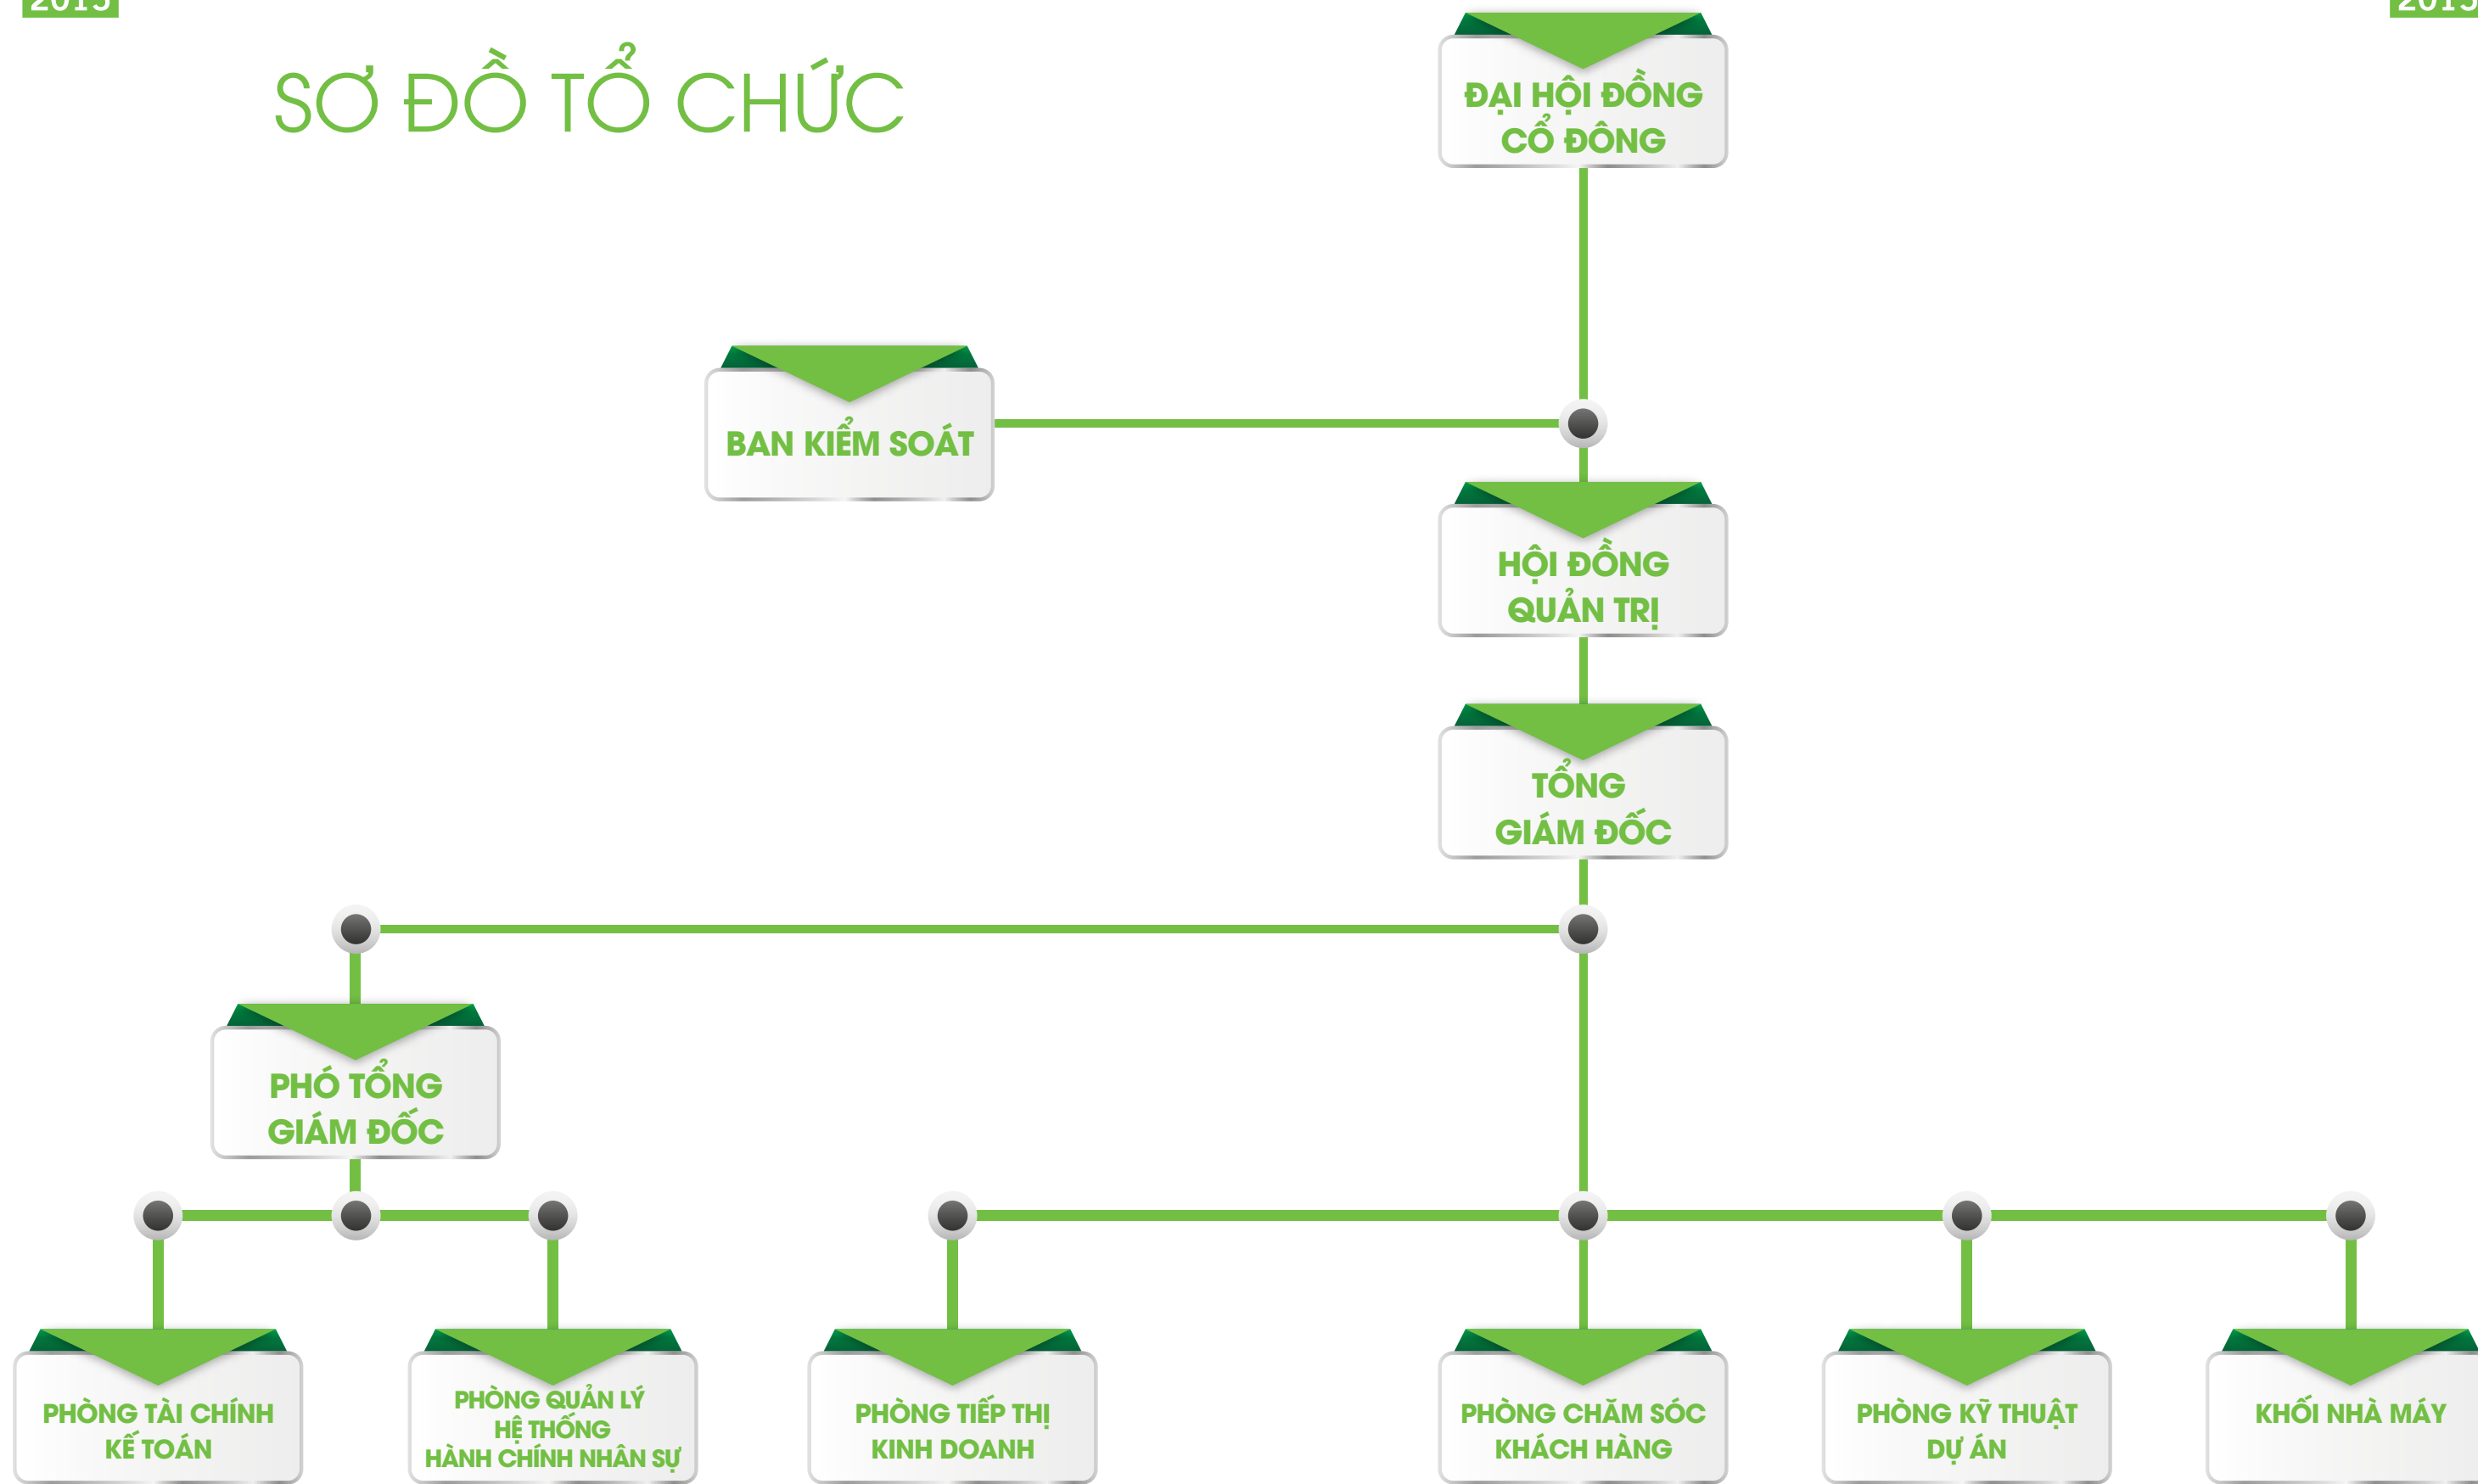 2015
2015
SƠ ĐỒ TỔ CHỨC
ĐẠI HỘI ĐỒNG
CỔ ĐÔNG
BAN KIỂM SOÁT
HỘI ĐỒNG
QUẢN TRỊ
TỔNG
GIÁM ĐỐC
PHÓ TỔNG
GIÁM ĐỐC
PHÒNG TÀI CHÍNH
KẾ TOÁN
PHÒNG QUẢN LÝ
HỆ THỐNG
HÀNH CHÍNH NHÂN SỰ
PHÒNG TIẾP THỊ
KINH DOANH
PHÒNG CHĂM SÓC
KHÁCH HÀNG
PHÒNG KỸ THUẬT
DỰ ÁN
KHỐI NHÀ MÁY